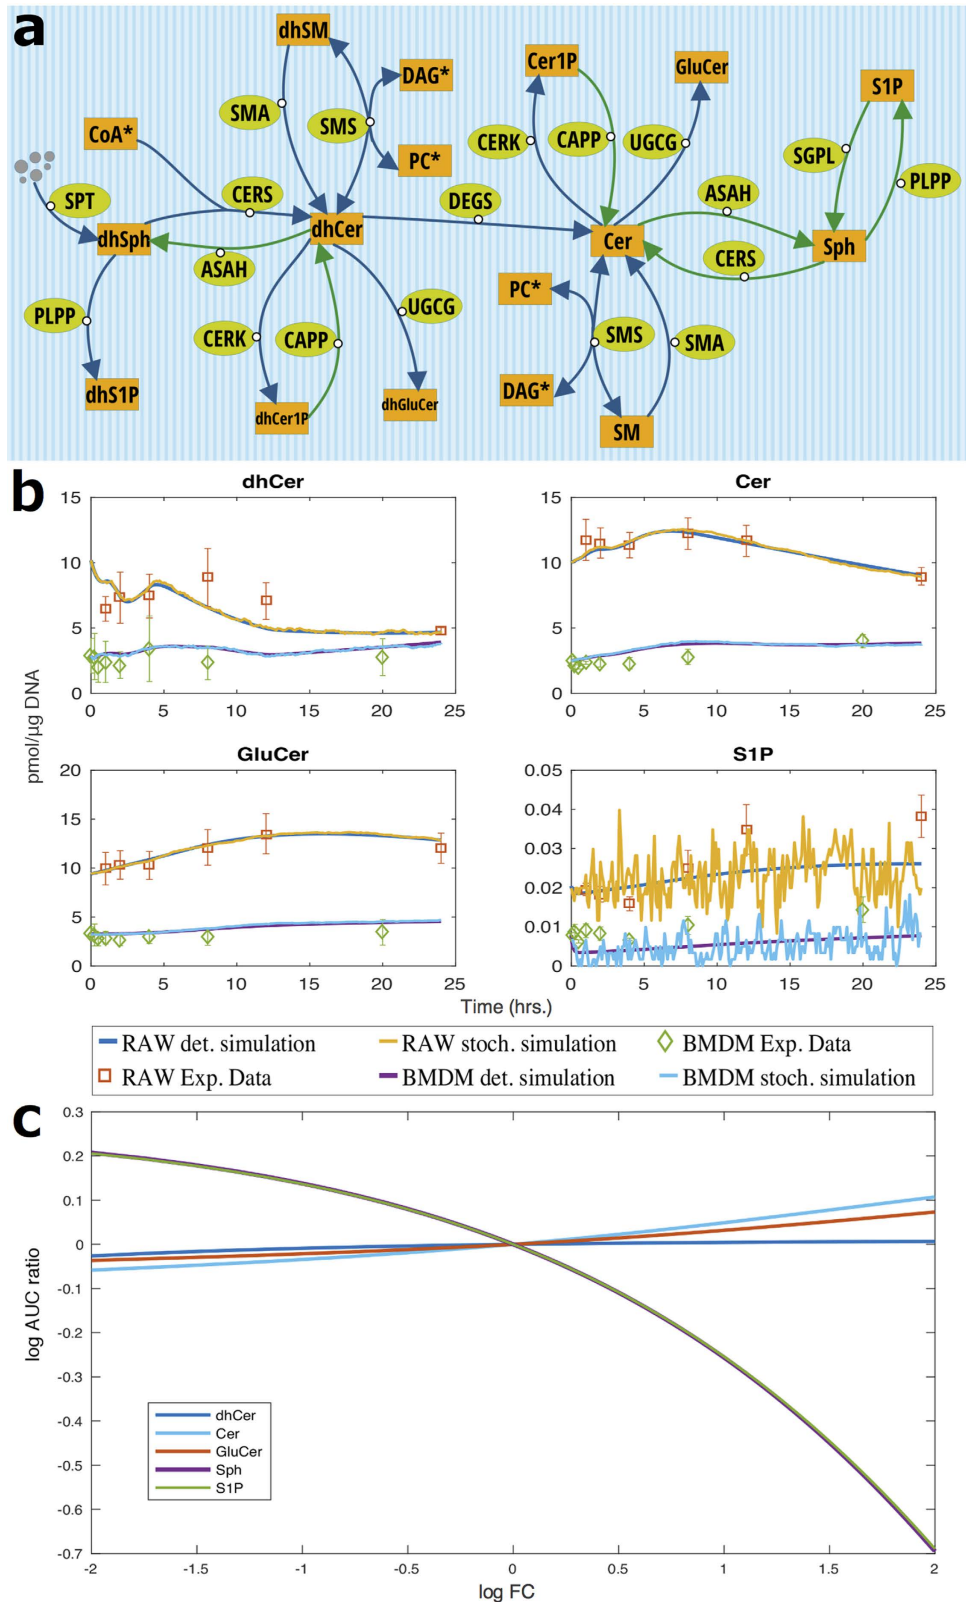 a
dhSM
DAG*
Cer1P
GluCer
S1P
SMA
SMS
CoA*
PC*
CERK
CAPP
UGCG
SGPL
PLPP
SPT
CERS
DEGS
ASAH
dhSph
dhCer
Cer
Sph
ASAH
CERS
PLPP
CERK
CAPP
UGCG
PC*
SMS
SMA
dhS1P
dhCer1P
dhGluCer
DAG*
SM
b
dhCer
15
10
5
0
0 5 10 15 20 25
Cer
15
10
5
0
0 5 10 15 20 25
pmol/µg DNA
GluCer
20
15
10
5
0
0 5 10 15 20 25
S1P
0.05
0.04
0.03
0.02
0.01
0
0 5 10 15 20 25
Time (hrs.)
RAW det. simulation RAW stoch. simulation BMDM Exp. Data
RAW Exp. Data BMDM det. simulation BMDM stoch. simulation
c
0.3
0.2
0.1
0
-0.1
-0.2
-0.3
-0.4
-0.5
-0.6
-0.7
log AUC ratio
dhCer
Cer
GluCer
Sph
S1P
-2 -1.5 -1 -0.5 0 0.5 1 1.5 2
log FC